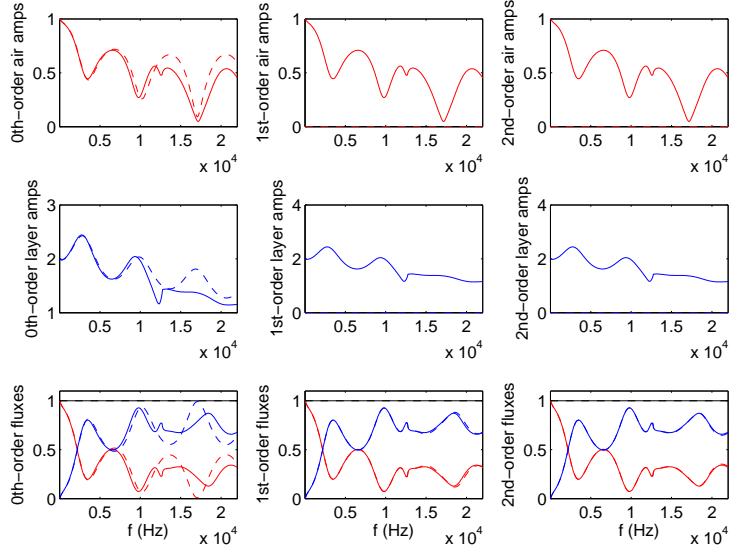 0th−order air amps
1
0.5
0
0.5 1 1.5 2
x 10^4
1st−order air amps
1
0.5
0
0.5 1 1.5 2
x 10^4
2nd−order air amps
1
0.5
0
0.5 1 1.5 2
x 10^4
0th−order layer amps
3
2
1
0.5 1 1.5 2
x 10^4
1st−order layer amps
4
2
0
0.5 1 1.5 2
x 10^4
2nd−order layer amps
4
2
0
0.5 1 1.5 2
x 10^4
0th−order fluxes
1
0.5
0
0.5 1 1.5 2
f (Hz)
x 10^4
1st−order fluxes
1
0.5
0
0.5 1 1.5 2
f (Hz)
x 10^4
2nd−order fluxes
1
0.5
0
0.5 1 1.5 2
f (Hz)
x 10^4